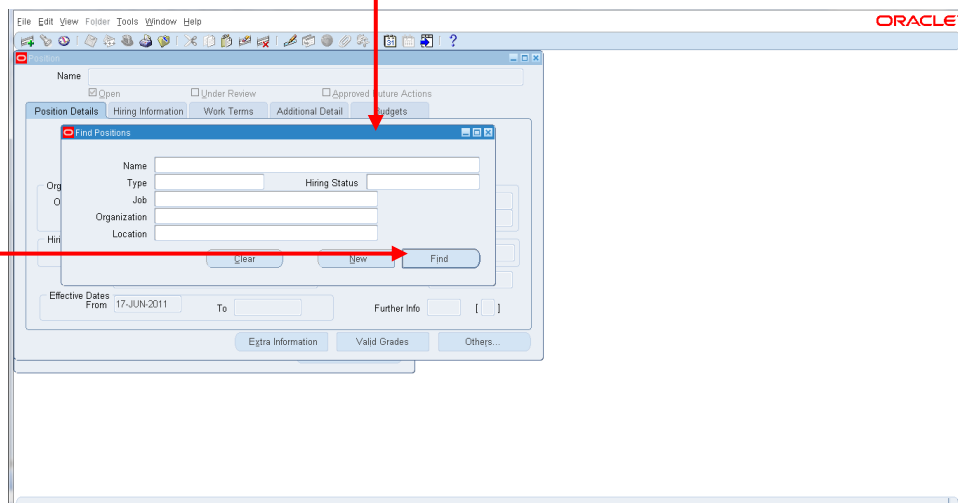 File Edit View Folder Tools Window Help
ORACLE
?
Position
Name
Open Under Review Approved Future Actions
Position Details Hiring Information Work Terms Additional Detail Budgets
Find Positions
Name
Type Hiring Status
Job
Organization
Location
Clear New Find
Org
O
Hiri
Effective Dates
From 17-JUN-2011 To Further Info [ ]
Extra Information Valid Grades Others...